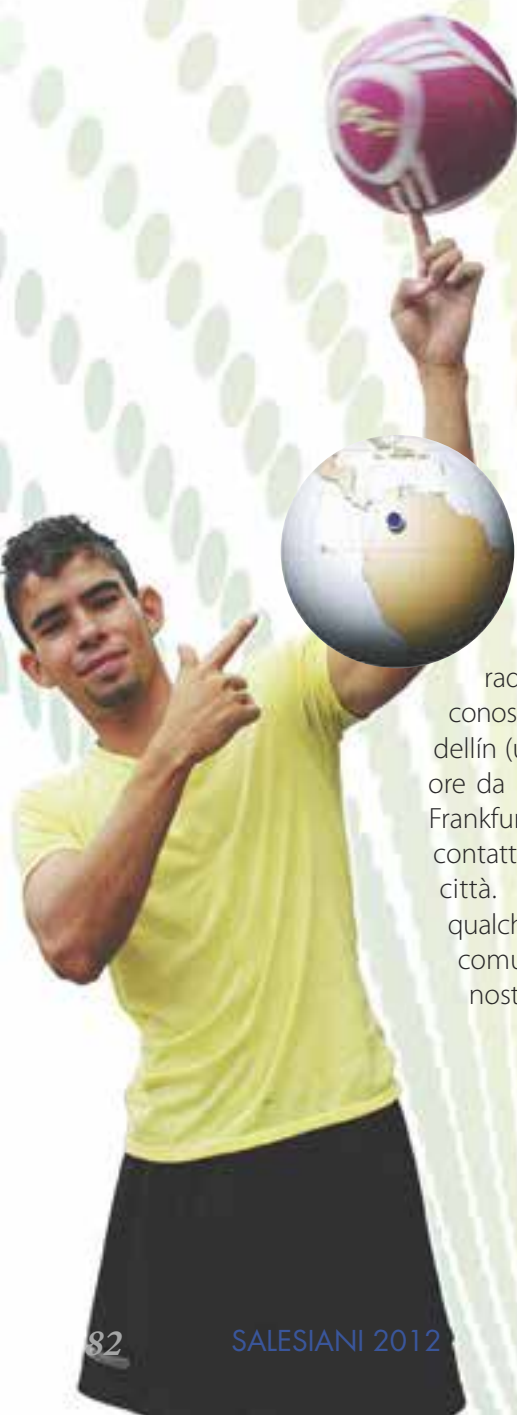 rac
conos
dellín (u
ore da
Frankfur
contatt
città.
qualch
comu
nost
82
SALESIANI 2012